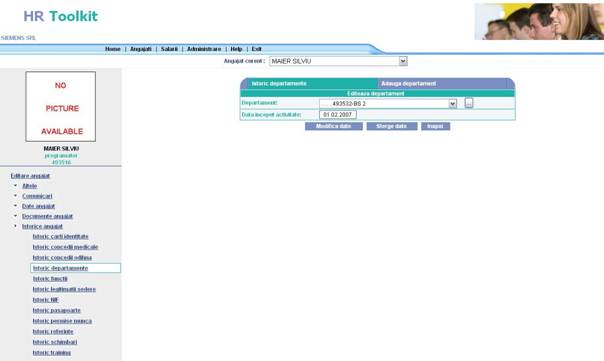 HR Toolkit
SIEMENS SRL
Home | Angajati | Salarii | Administrare | Help | Exit
Angajat curent : MAIER SILVIU
NO
PICTURE
AVAILABLE
MAIER SILVIU
programator
493516
Istoric departamente Adauga departament
Editeaza departament
Departament: . . . . 493532-BS 2 ...
Data inceput activitate: 01.02.2007
Modifica date Sterge date Inapoi
Editare angajat
Altele
Comunicari
Date angajat
Documente angajat
Istorice angajat
Istoric carti identitate
Istoric concedii medicale
Istoric concedii odihna
Istoric departamente
Istoric functii
Istoric legitimatii sedere
Istoric NIF
Istoric pasapoarte
Istoric permise munca
Istoric referinte
Istoric schimbari
Istoric training